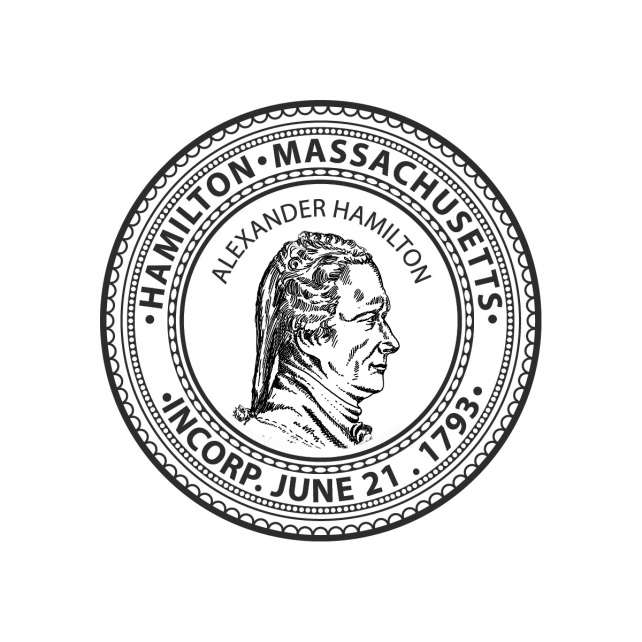 •HAMILTON•MASSACHUSETTS•
ALEXANDER HAMILTON
•INCORP. JUNE 21 . 1793•